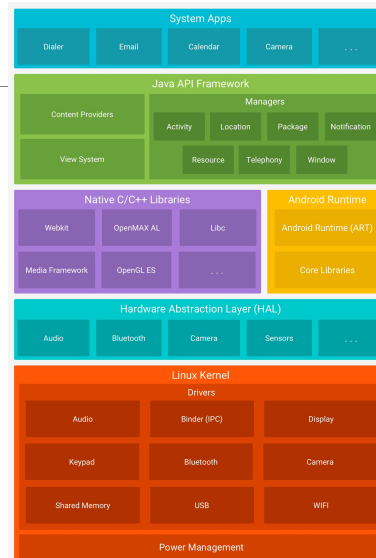 System Apps
Dialer Email Calendar Camera . . .
Java API Framework
Managers
Content Providers
Activity Location Package Notification
View System
Resource Telephony Window
Native C/C++ Libraries
Webkit OpenMAX AL Libc
Media Framework OpenGL ES . . .
Android Runtime
Android Runtime (ART)
Core Libraries
Hardware Abstraction Layer (HAL)
Audio Bluetooth Camera Sensors . . .
Linux Kernel
Drivers
Audio Binder (IPC) Display
Keypad Bluetooth Camera
Shared Memory USB WIFI
Power Management